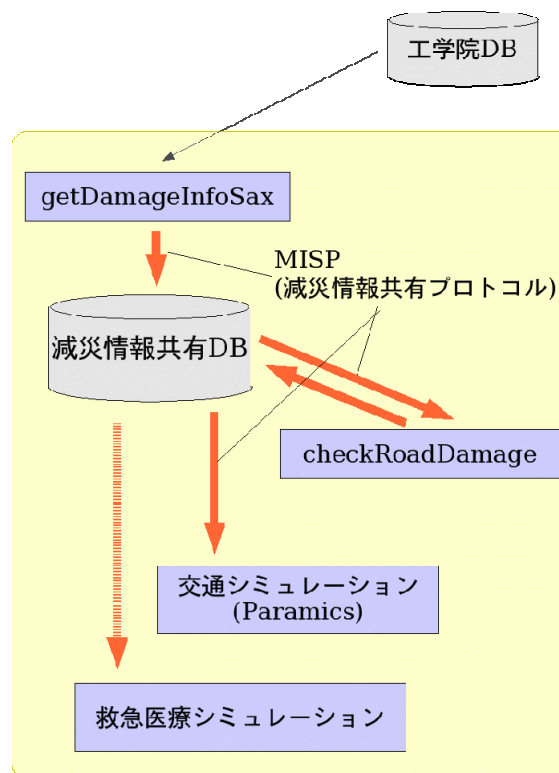 工学院DB
getDamageInfoSax
MISP
(減災情報共有プロトコル)
減災情報共有DB
checkRoadDamage
交通シミュレーション
(Paramics)
救急医療シミュレーション